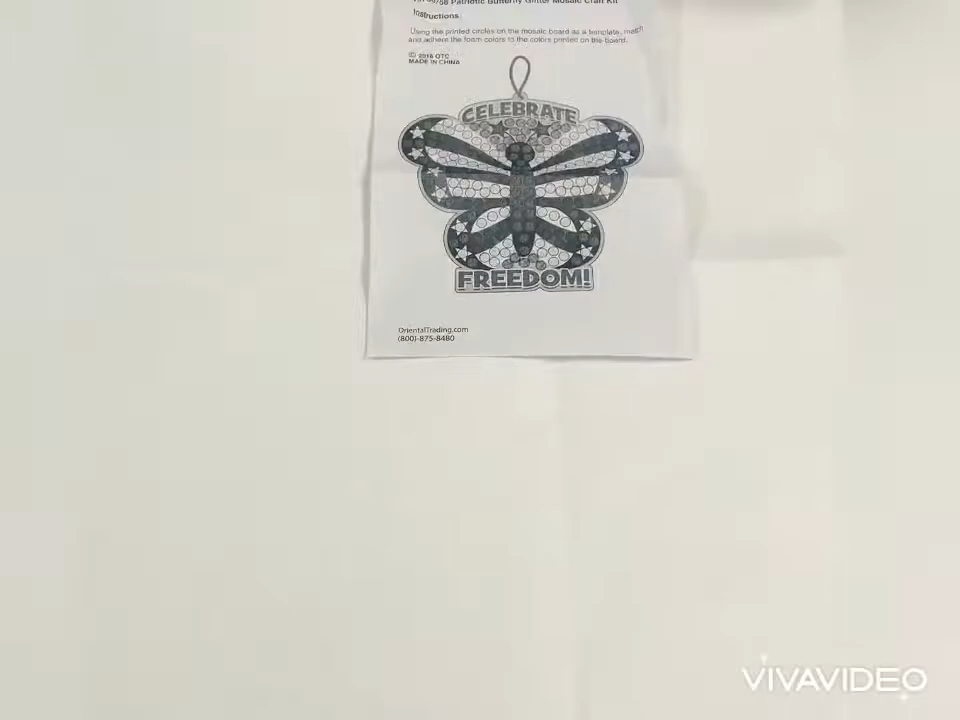 Patriotic Butterfly Glitter Mosaic Craft Kit
Instructions
Using the printed circles on the mosaic board as a template, match
and adhere the foam colors to the colors printed on the board.
© 2018 OTC
MADE IN CHINA
CELEBRATE
FREEDOM!
OrientalTrading.com
(800)-875-8480
VIVAVIDEO